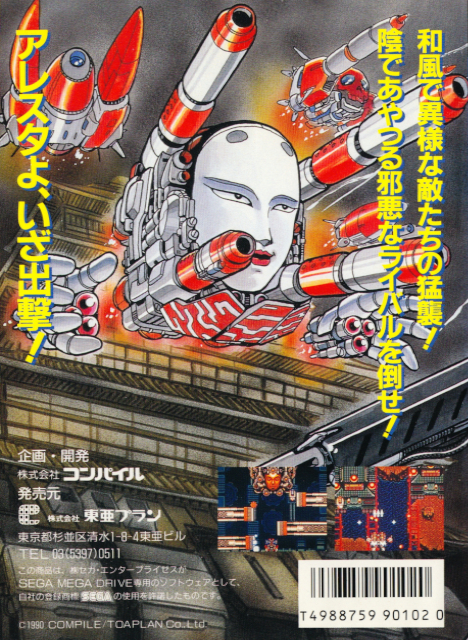 和風で異様な敵たちの猛襲!
陰であやつる邪悪なライバルを倒せ!
アレスタよ、いざ出撃!
企画・開発
株式会社 コンパイル
発売元
株式会社 東亜プラン
東京都杉並区清水1-8-4東亜ビル
TEL 03(5397)0511
この商品は、㈱セガ・エンタープライゼスが
SEGA MEGA DRIVE専用のソフトウェアとして、
自社の登録商標 SEGA の使用を許諾したものです。
©1990 COMPILE/TOAPLAN Co., Ltd.
T4988759 90102 0